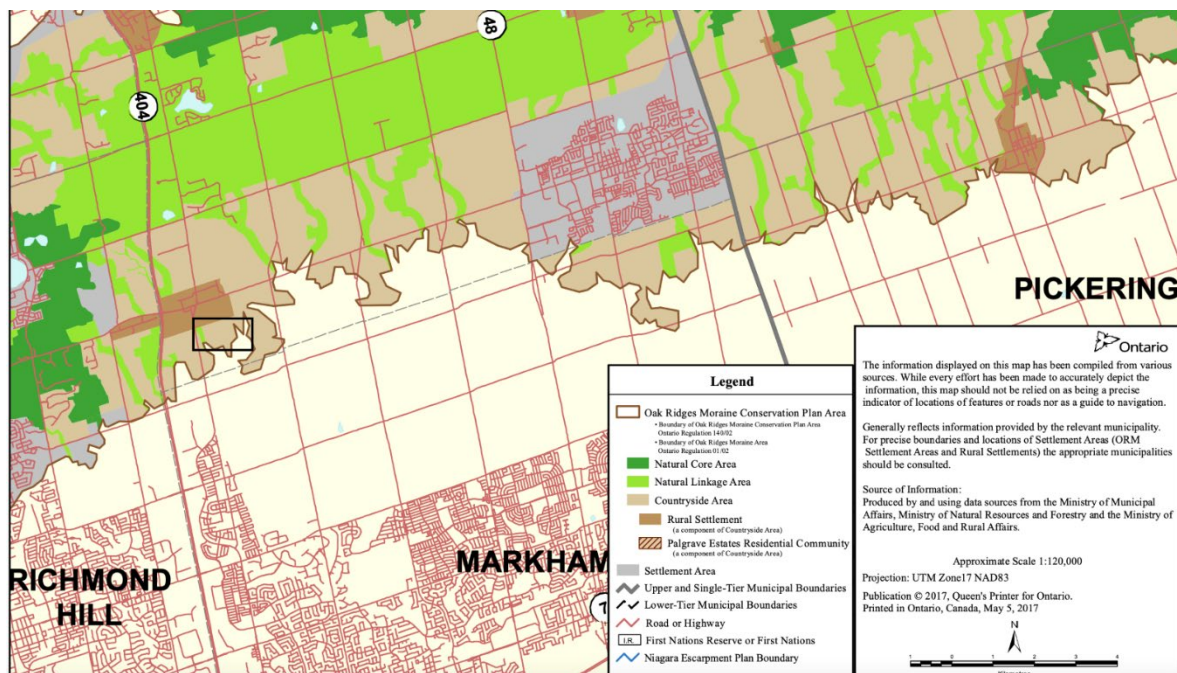 48
404
PICKERING
RICHMOND
HILL
MARKHAM
7
Legend
Oak Ridges Moraine Conservation Plan Area
• Boundary of Oak Ridges Moraine Conservation Plan Area
Ontario Regulation 140/02
• Boundary of Oak Ridges Moraine Area
Ontario Regulation 01/02
Natural Core Area
Natural Linkage Area
Countryside Area
Rural Settlement
(a component of Countryside Area)
Palgrave Estates Residential Community
(a component of Countryside Area)
Settlement Area
Upper and Single-Tier Municipal Boundaries
Lower-Tier Municipal Boundaries
Road or Highway
I.R. First Nations Reserve or First Nations
Niagara Escarpment Plan Boundary
Ontario
The information displayed on this map has been compiled from various
sources. While every effort has been made to accurately depict the
information, this map should not be relied on as being a precise
indicator of locations of features or roads nor as a guide to navigation.
Generally reflects information provided by the relevant municipality.
For precise boundaries and locations of Settlement Areas (ORM
Settlement Areas and Rural Settlements) the appropriate municipalities
should be consulted.
Source of Information:
Produced by and using data sources from the Ministry of Municipal
Affairs, Ministry of Natural Resources and Forestry and the Ministry of
Agriculture, Food and Rural Affairs.
Approximate Scale 1:120,000
Projection: UTM Zone17 NAD83
Publication © 2017, Queen's Printer for Ontario.
Printed in Ontario, Canada, May 5, 2017
N
1 0 1 2 3 4